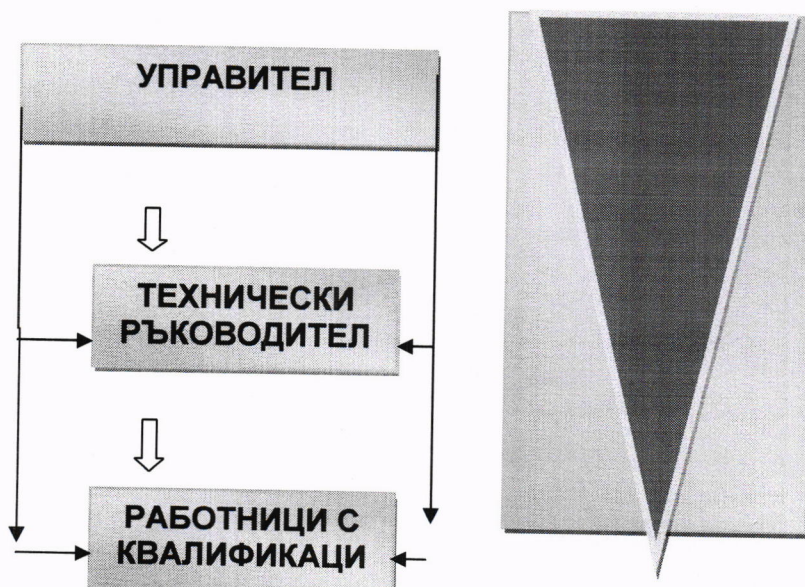 УПРАВИТЕЛ
ТЕХНИЧЕСКИ
РЪКОВОДИТЕЛ
РАБОТНИЦИ С
КВАЛИФИКАЦИ